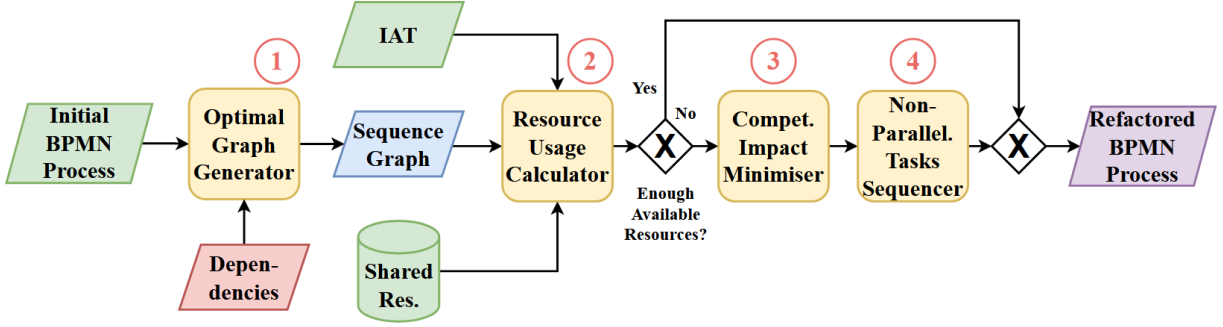 IAT
1
2
3
4
Initial
BPMN
Process
Optimal
Graph
Generator
Sequence
Graph
Resource
Usage
Calculator
Yes
No
X
Enough
Available
Resources?
Compet.
Impact
Minimiser
Non-
Parallel.
Tasks
Sequencer
X
Refactored
BPMN
Process
Depen-
dencies
Shared
Res.